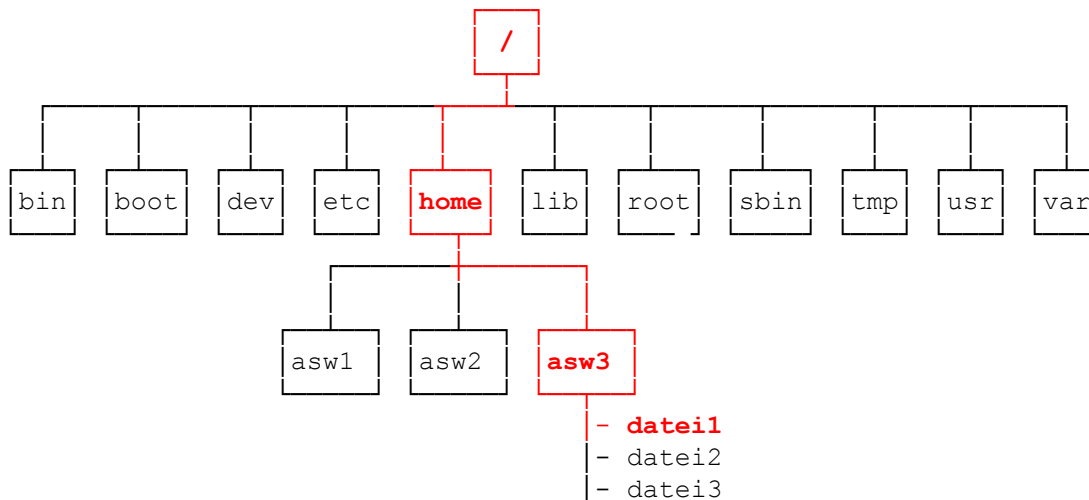 /
bin boot dev etc home lib root sbin tmp usr var
asw1 asw2 asw3
- datei1
- datei2
- datei3